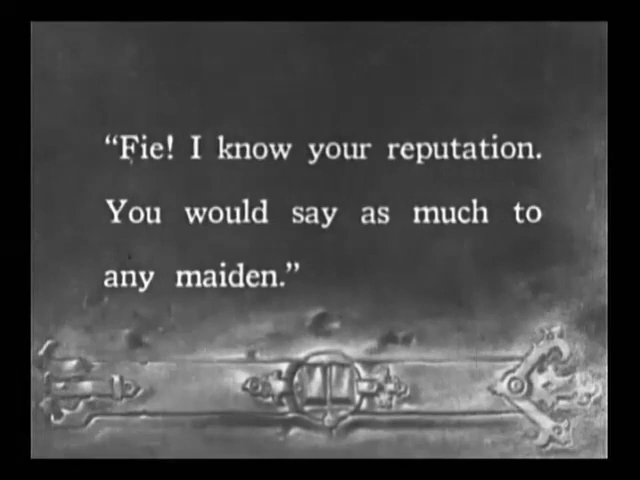 “Fie! I know your reputation.
You would say as much to
any maiden.”